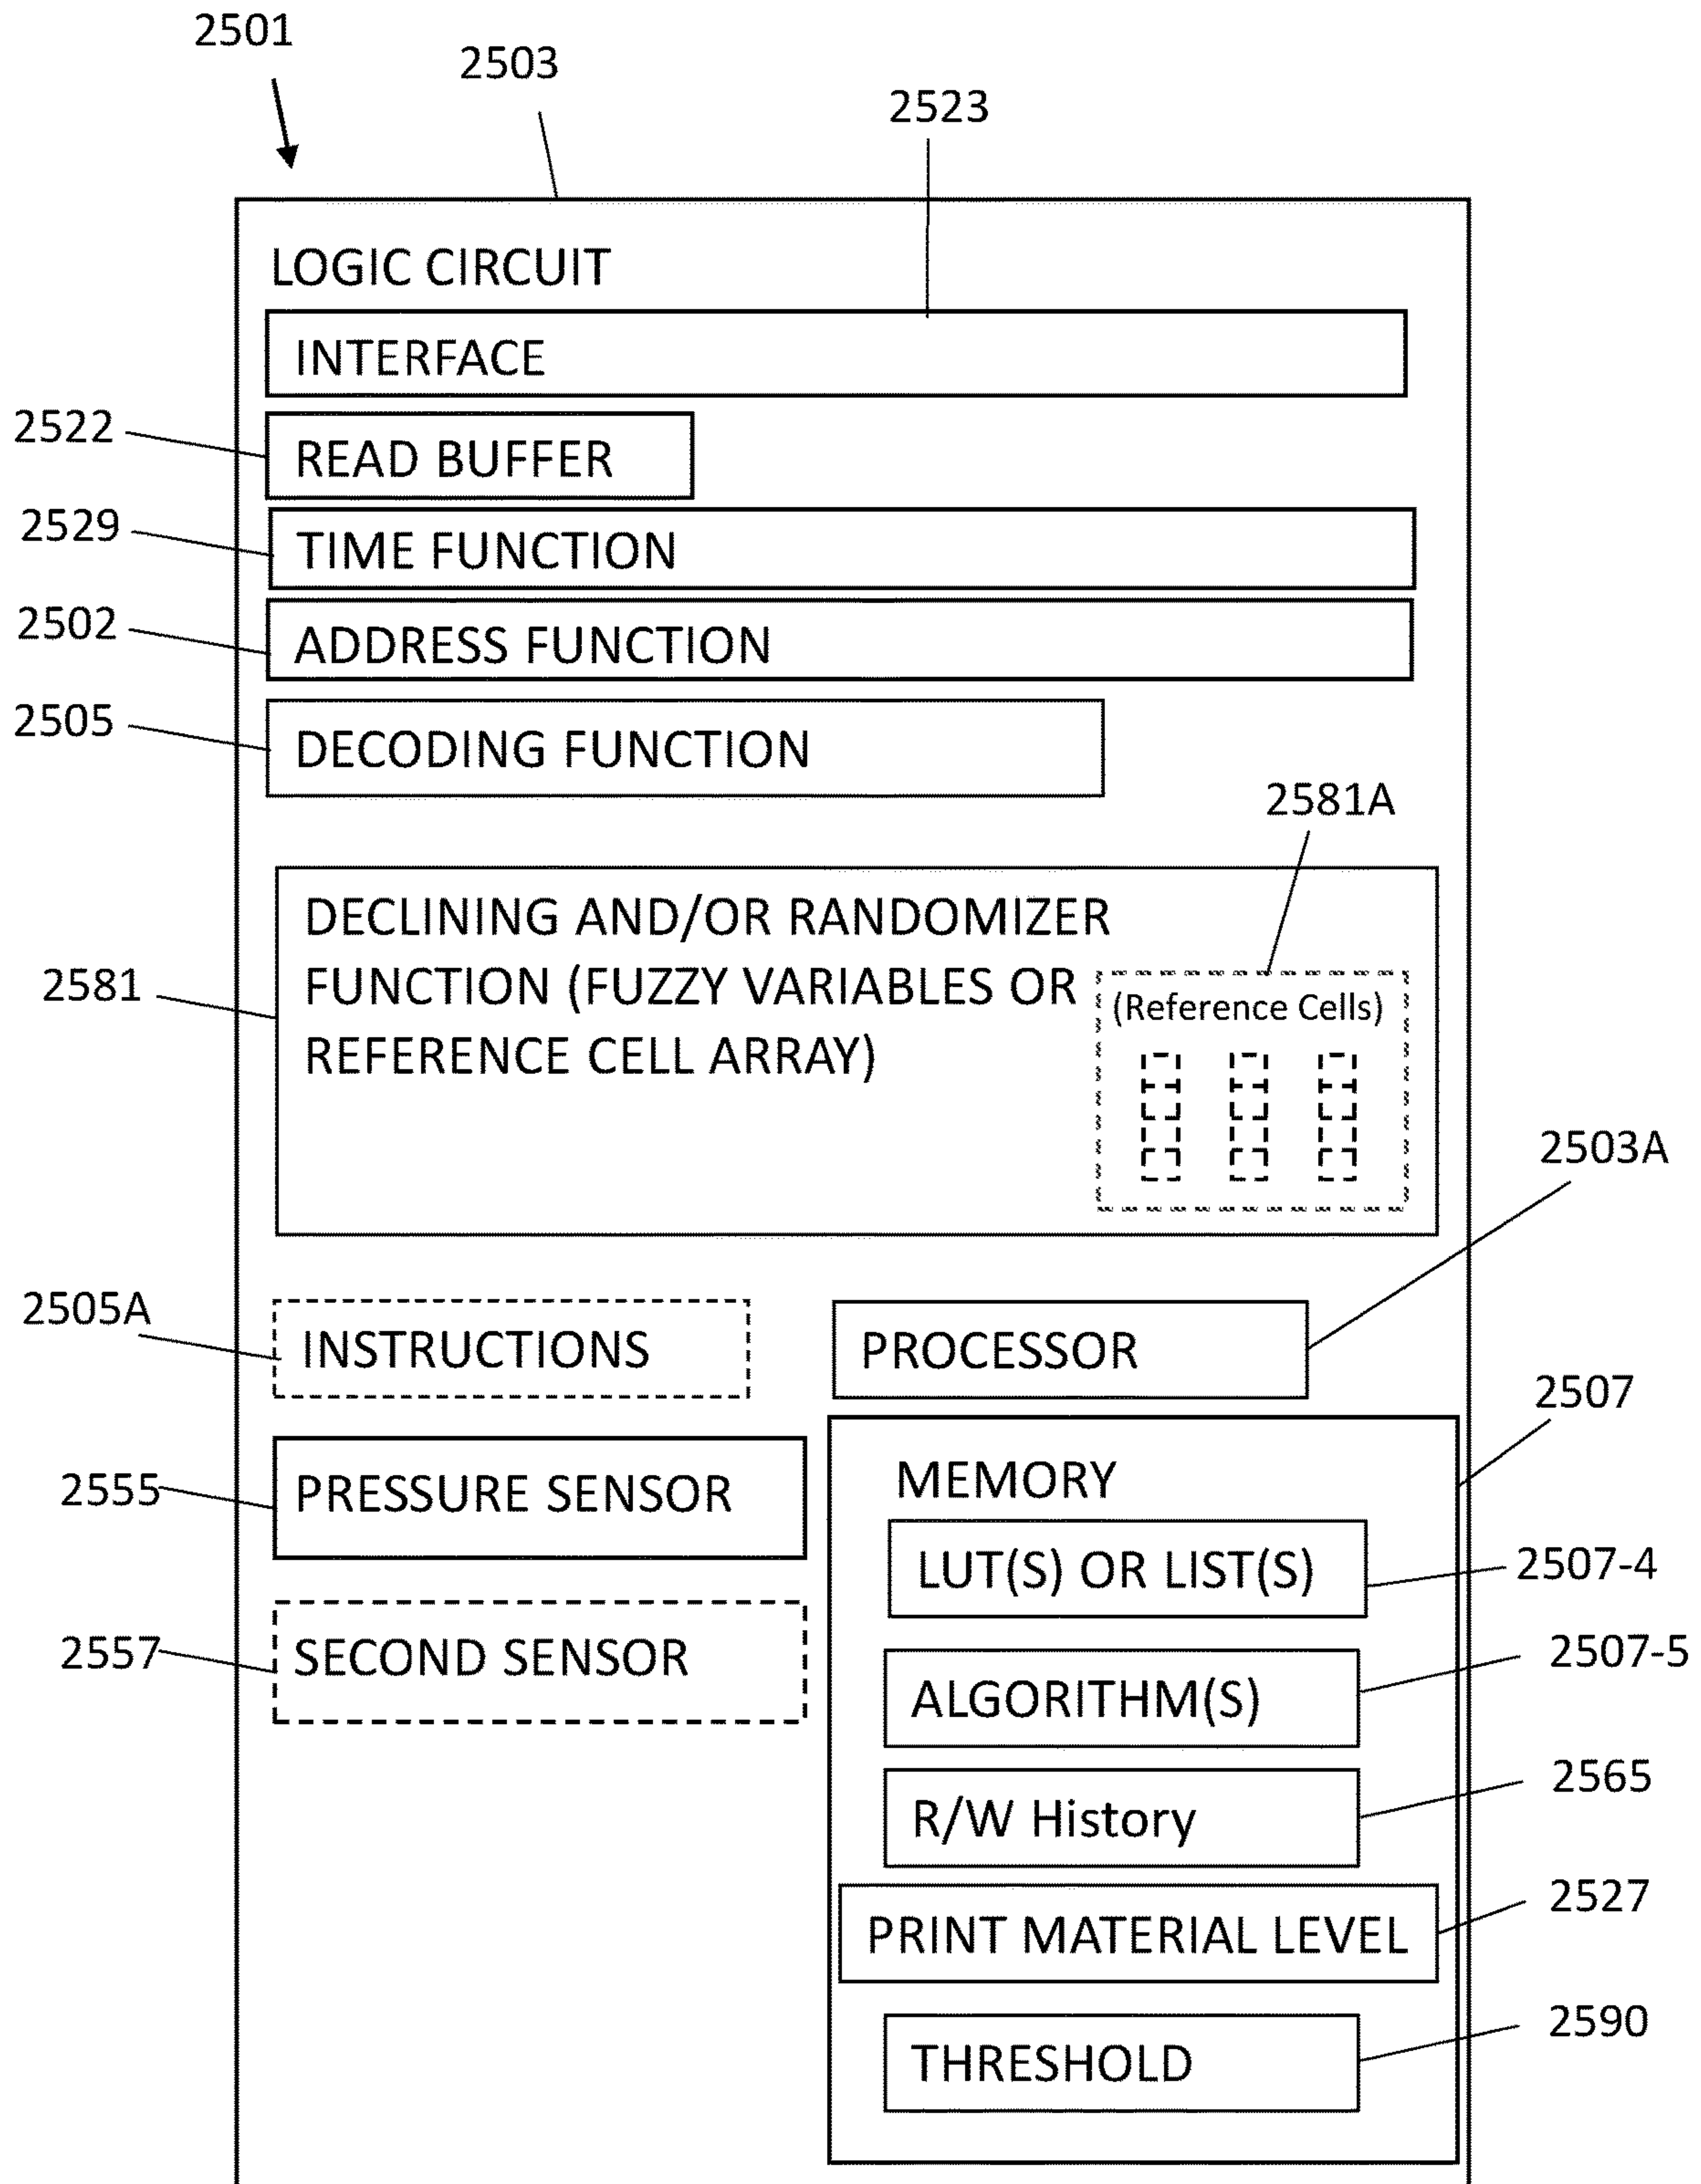 2501
2503
2523
LOGIC CIRCUIT
INTERFACE
2522
READ BUFFER
2529
TIME FUNCTION
2502
ADDRESS FUNCTION
2505
DECODING FUNCTION
2581A
DECLINING AND/OR RANDOMIZER
FUNCTION (FUZZY VARIABLES OR
REFERENCE CELL ARRAY)
2581
(Reference Cells)
2503A
2505A
INSTRUCTIONS
PROCESSOR
2507
2555
PRESSURE SENSOR
MEMORY
LUT(S) OR LIST(S)
2507-4
2557
SECOND SENSOR
ALGORITHM(S)
2507-5
R/W History
2565
PRINT MATERIAL LEVEL
2527
THRESHOLD
2590